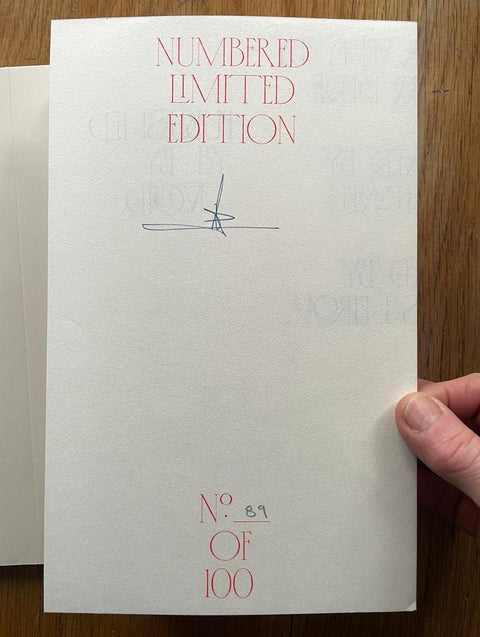 NUMBERED
LIMITED
EDITION
Nº. 89
OF
100